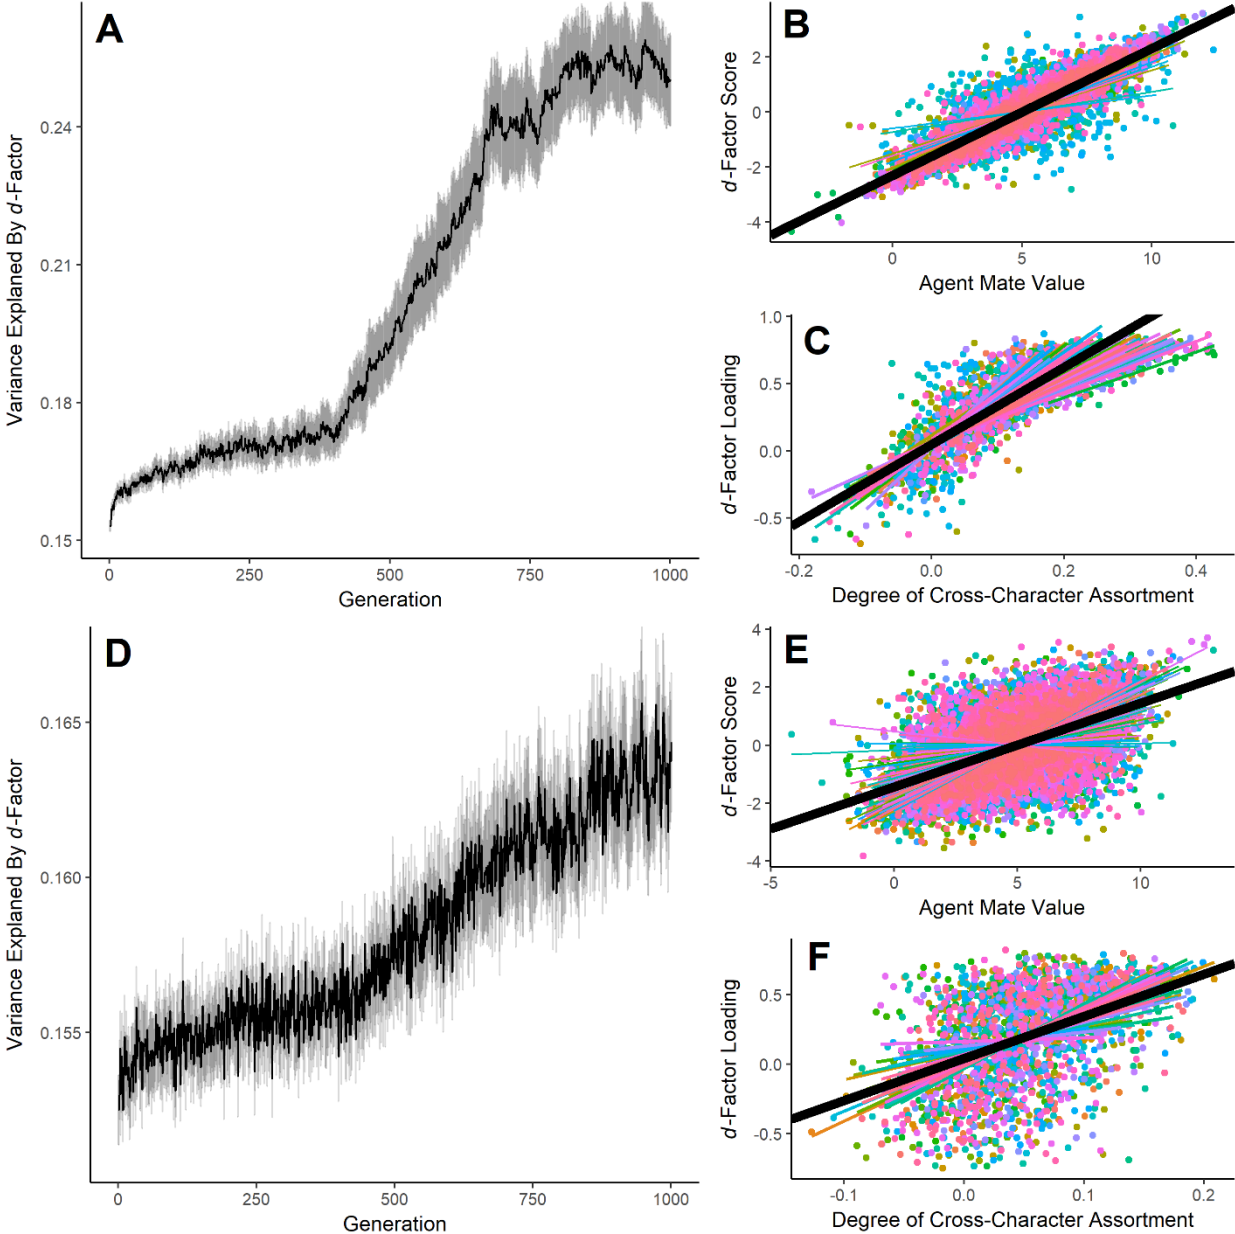 A
Variance Explaned By d-Factor
0.24
0.21
0.18
0.15
0
250
500
750
1000
Generation
B
d-Factor Score
2
0
-2
-4
0
5
10
Agent Mate Value
C
d-Factor Loading
1.0
0.5
0.0
-0.5
-0.2
0.0
0.2
0.4
Degree of Cross-Character Assortment
D
Variance Explaned By d-Factor
0.165
0.160
0.155
0
250
500
750
1000
Generation
E
d-Factor Score
4
2
0
-2
-4
-5
0
5
10
Agent Mate Value
F
d-Factor Loading
0.5
0.0
-0.5
-0.1
0.0
0.1
0.2
Degree of Cross-Character Assortment